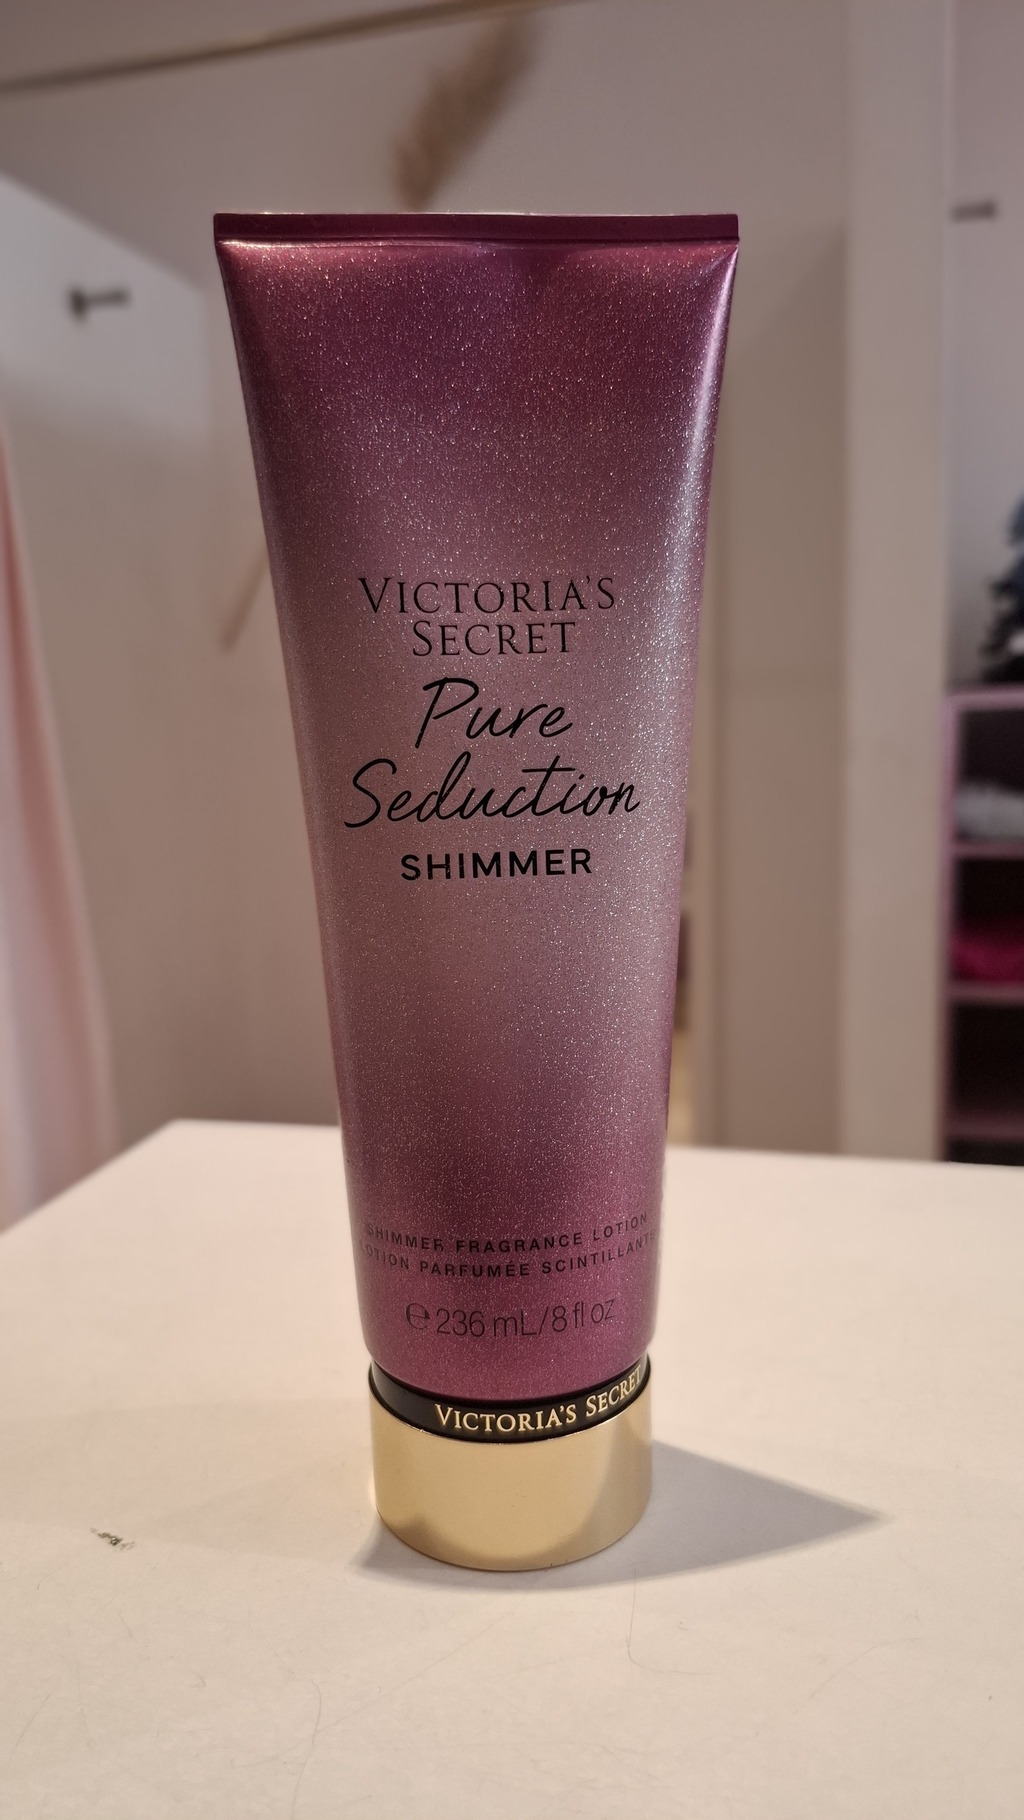 VICTORIA'S
SECRET
Pure
Seduction
SHIMMER
SHIMMER FRAGRANCE LOTION
LOTION PARFUMÉE SCINTILLANTE
℮ 236 mL/8 fl oz
VICTORIA'S SECRET